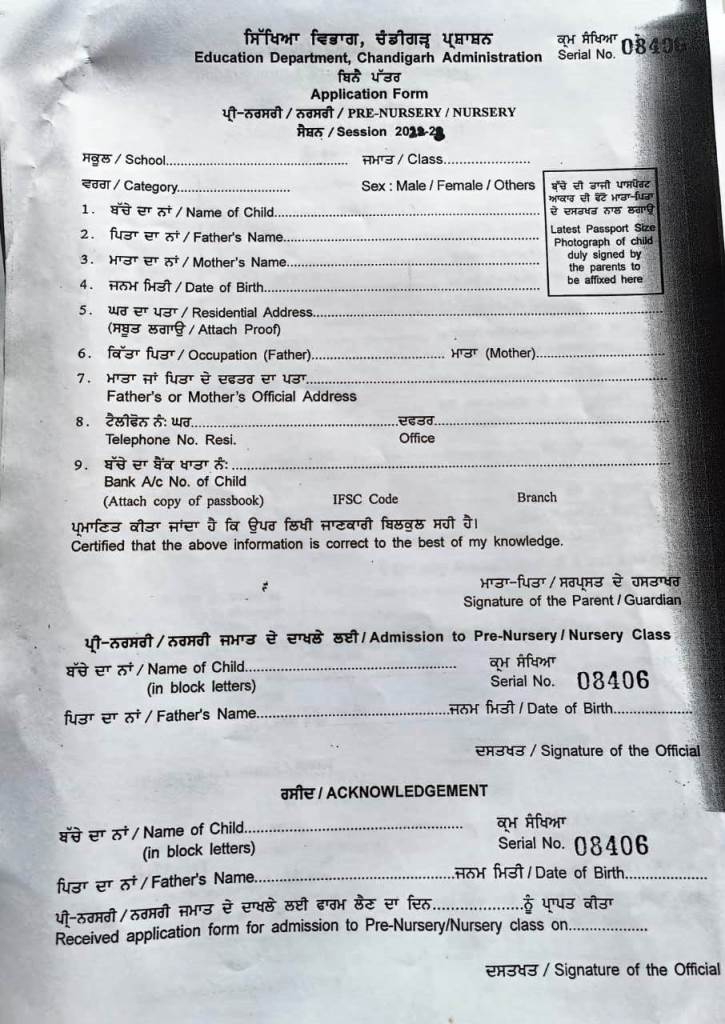 ਸਿੱਖਿਆ ਵਿਭਾਗ, ਚੰਡੀਗੜ੍ਹ ਪ੍ਰਸ਼ਾਸ਼ਨ
ਕ੍ਰਮ ਸੰਖਿਆ
Education Department, Chandigarh Administration
Serial No. 08406
ਬਿਨੈ ਪੱਤਰ
Application Form
ਪ੍ਰੀ-ਨਰਸਰੀ / ਨਰਸਰੀ / PRE-NURSERY / NURSERY
ਸੈਸ਼ਨ / Session 2022-23
ਸਕੂਲ / School.................................................. ਜਮਾਤ / Class........................
ਵਰਗ / Category............................... Sex : Male / Female / Others
ਬੱਚੇ ਦੀ ਤਾਜੀ ਪਾਸਪੋਰਟ
ਆਕਾਰ ਦੀ ਫੋਟੋ ਮਾਤਾ-ਪਿਤਾ
ਦੇ ਦਸਤਖਤ ਨਾਲ ਲਗਾਉ
Latest Passport Size
Photograph of child
duly signed by
the parents to
be affixed here
1. ਬੱਚੇ ਦਾ ਨਾਂ / Name of Child........................................................................
2. ਪਿਤਾ ਦਾ ਨਾਂ / Father's Name......................................................................
3. ਮਾਤਾ ਦਾ ਨਾਂ / Mother's Name.....................................................................
4. ਜਨਮ ਮਿਤੀ / Date of Birth...........................................................................
5. ਘਰ ਦਾ ਪਤਾ / Residential Address................................................................................................
(ਸਬੂਤ ਲਗਾਉ / Attach Proof)
6. ਕਿੱਤਾ ਪਿਤਾ / Occupation (Father)..................................... ਮਾਤਾ (Mother)...................................
7. ਮਾਤਾ ਜਾਂ ਪਿਤਾ ਦੇ ਦਫਤਰ ਦਾ ਪਤਾ..................................................................................................
Father's or Mother's Official Address
8. ਟੈਲੀਫੋਨ ਨੰ: ਘਰ.........................................................ਦਫਤਰ..........................................................
Telephone No. Resi. Office
9. ਬੱਚੇ ਦਾ ਬੈਂਕ ਖਾਤਾ ਨੰ: ......................................................................................................................
Bank A/c No. of Child
(Attach copy of passbook) IFSC Code Branch
ਪ੍ਰਮਾਣਿਤ ਕੀਤਾ ਜਾਂਦਾ ਹੈ ਕਿ ਉਪਰ ਲਿਖੀ ਜਾਣਕਾਰੀ ਬਿਲਕੁਲ ਸਹੀ ਹੈ।
Certified that the above information is correct to the best of my knowledge.
ਮਾਤਾ-ਪਿਤਾ / ਸਰਪ੍ਰਸਤ ਦੇ ਹਸਤਾਖਰ
Signature of the Parent / Guardian
ਪ੍ਰੀ-ਨਰਸਰੀ / ਨਰਸਰੀ ਜਮਾਤ ਦੇ ਦਾਖਲੇ ਲਈ / Admission to Pre-Nursery / Nursery Class
ਬੱਚੇ ਦਾ ਨਾਂ / Name of Child.......................................................... ਕ੍ਰਮ ਸੰਖਿਆ
(in block letters) Serial No. 08406
ਪਿਤਾ ਦਾ ਨਾਂ / Father's Name.....................................................ਜਨਮ ਮਿਤੀ / Date of Birth.....................
ਦਸਤਖਤ / Signature of the Official
ਰਸੀਦ / ACKNOWLEDGEMENT
ਬੱਚੇ ਦਾ ਨਾਂ / Name of Child............................................................ ਕ੍ਰਮ ਸੰਖਿਆ
(in block letters) Serial No. 08406
ਪਿਤਾ ਦਾ ਨਾਂ / Father's Name.......................................................ਜਨਮ ਮਿਤੀ / Date of Birth......................
ਪ੍ਰੀ-ਨਰਸਰੀ / ਨਰਸਰੀ ਜਮਾਤ ਦੇ ਦਾਖਲੇ ਲਈ ਫਾਰਮ ਲੈਣ ਦਾ ਦਿਨ.........................ਨੂੰ ਪ੍ਰਾਪਤ ਕੀਤਾ
Received application form for admission to Pre-Nursery/Nursery class on.....................
ਦਸਤਖਤ / Signature of the Official